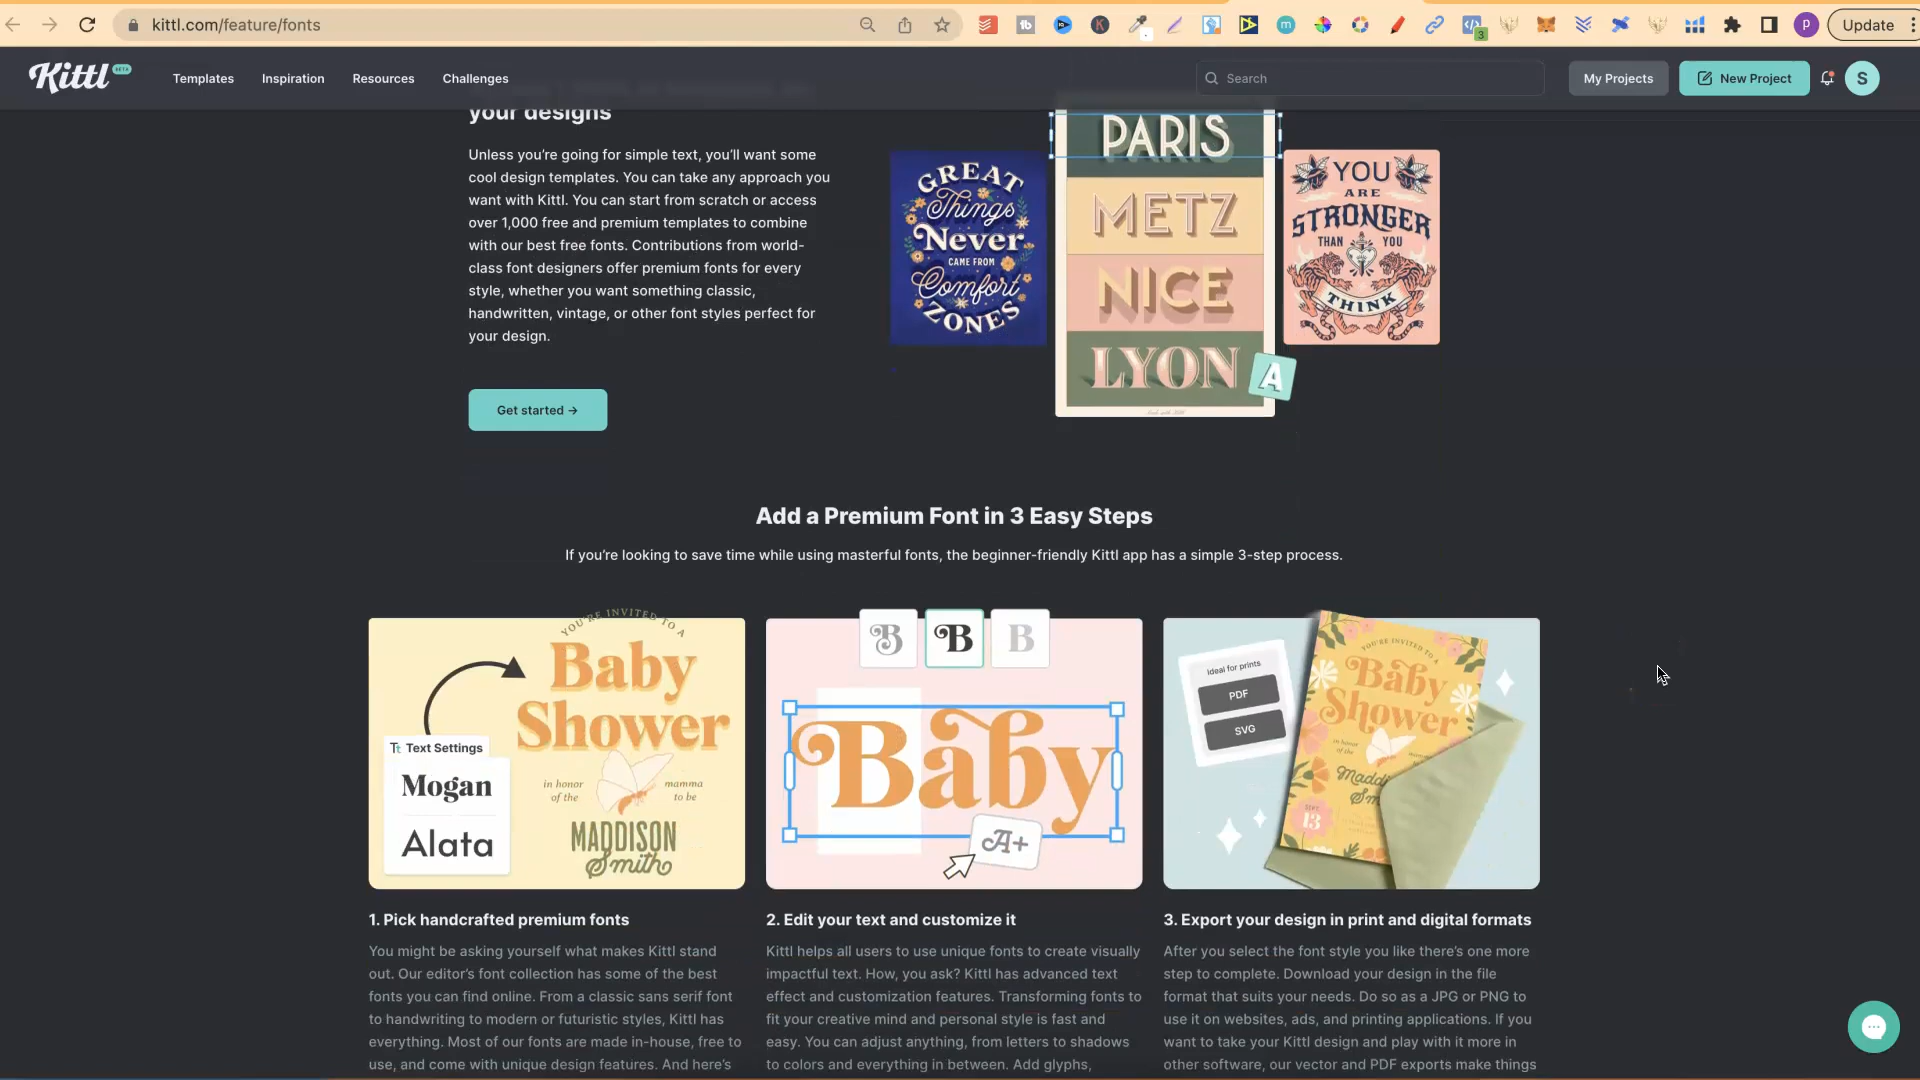 kittl.com/feature/fonts
3
P
Update
Kittl BETA
Templates
Inspiration
Resources
Challenges
Search
My Projects
New Project
S
your designs
Unless you're going for simple text, you'll want some
cool design templates. You can take any approach you
want with Kittl. You can start from scratch or access
over 1,000 free and premium templates to combine
with our best free fonts. Contributions from world-
class font designers offer premium fonts for every
style, whether you want something classic,
handwritten, vintage, or other font styles perfect for
your design.
Get started →
GREAT
Things
Never
CAME FROM
Comfort
ZONES
PARIS
METZ
NICE
LYON
A
YOU
ARE
STRONGER
THAN YOU
THINK
Add a Premium Font in 3 Easy Steps
If you're looking to save time while using masterful fonts, the beginner-friendly Kittl app has a simple 3-step process.
YOU'RE INVITED TO A
Baby
Shower
in honor
of the
mamma
to be
MADDISON
Smith
Tt Text Settings
Mogan
Alata
B B B
Baby
A+
ideal for prints
PDF
SVG
YOU'RE INVITED TO A
Baby
Shower
in honor
of the
SEPT.
13
1. Pick handcrafted premium fonts
You might be asking yourself what makes Kittl stand
out. Our editor's font collection has some of the best
fonts you can find online. From a classic sans serif font
to handwriting to modern or futuristic styles, Kittl has
everything. Most of our fonts are made in-house, free to
use, and come with unique design features. And here's
2. Edit your text and customize it
Kittl helps all users to use unique fonts to create visually
impactful text. How, you ask? Kittl has advanced text
effect and customization features. Transforming fonts to
fit your creative mind and personal style is fast and
easy. You can adjust anything, from letters to shadows
to colors and everything in between. Add glyphs,
3. Export your design in print and digital formats
After you select the font style you like there's one more
step to complete. Download your design in the file
format that suits your needs. Do so as a JPG or PNG to
use it on websites, ads, and printing applications. If you
want to take your Kittl design and play with it more in
other software, our vector and PDF exports make things